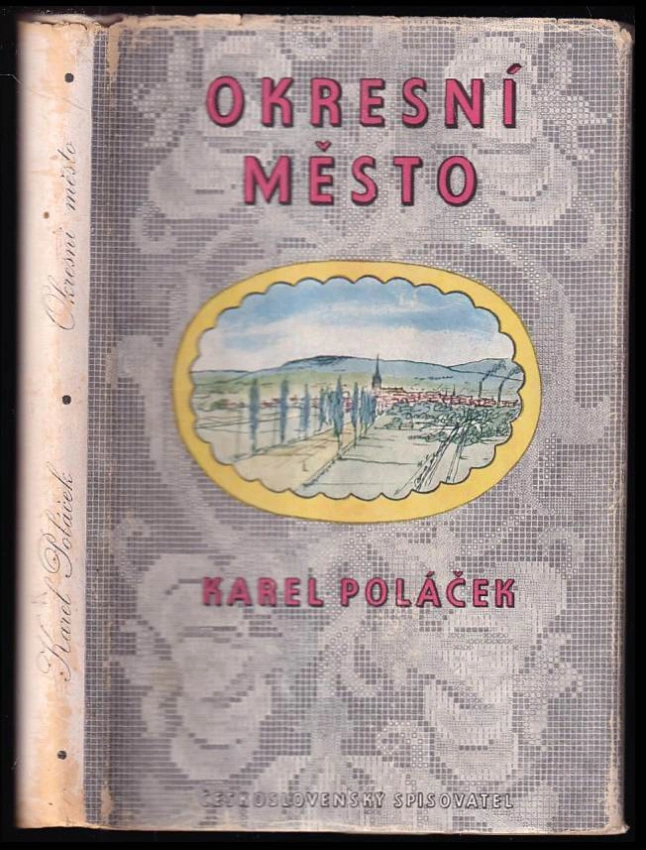 OKRESNÍ
MĚSTO
KAREL POLÁČEK
ČESKOSLOVENSKÝ SPISOVATEL
Karel Poláček • Okresní město